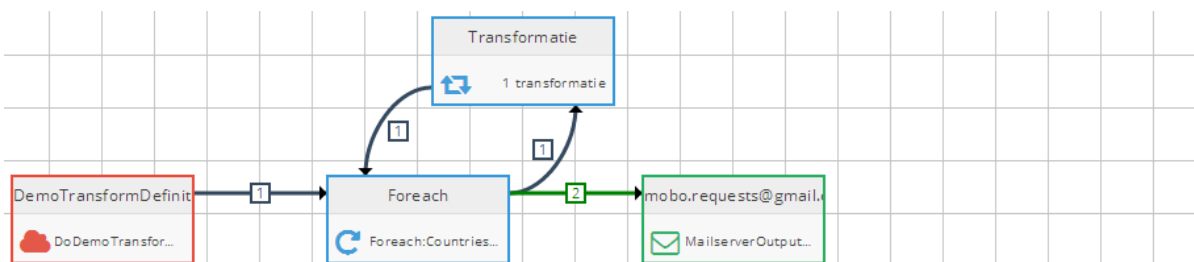 Transformatie
1 transformatie
1
1
DemoTransformDefinit
1
Foreach
2
mobo.requests@gmail.
DoDemoTransfor...
Foreach:Countries...
MailserverOutput...